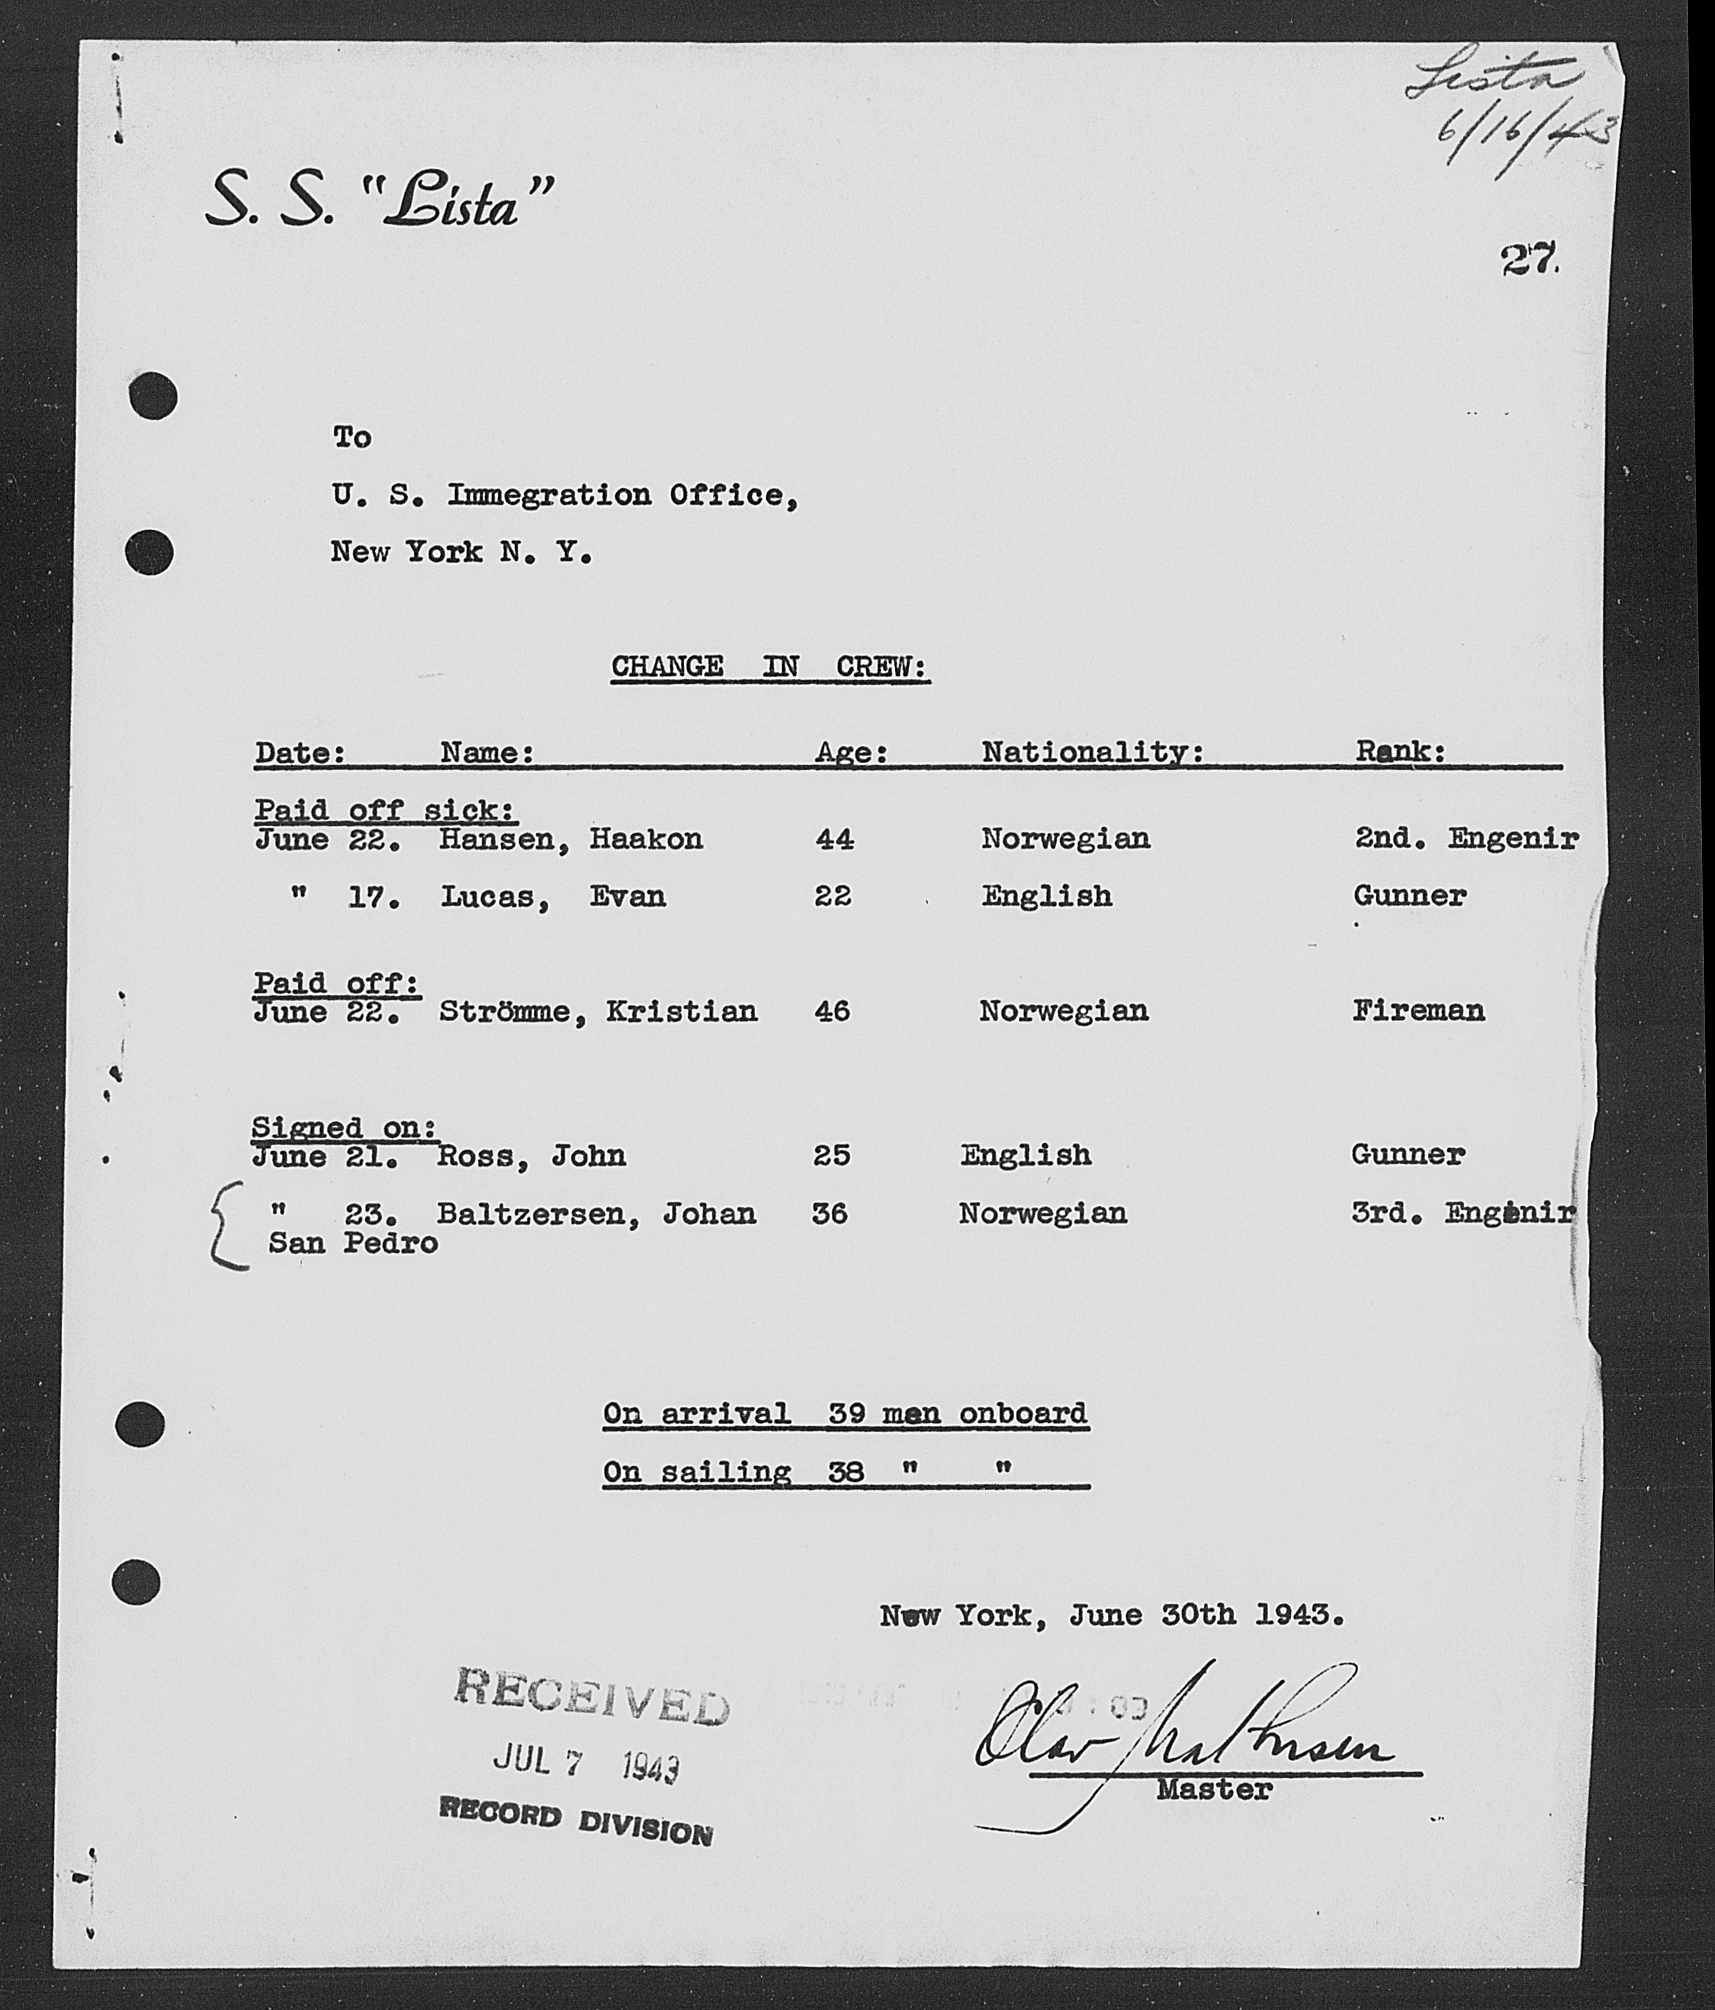 Lista
6/16/43
S. S. "Lista"
27.
To
U. S. Immegration Office,
New York N. Y.
CHANGE IN CREW:
Date: Name: Age: Nationality: Rank:
Paid off sick:
June 22. Hansen, Haakon 44 Norwegian 2nd. Engenir
" 17. Lucas, Evan 22 English Gunner
Paid off:
June 22. Strömme, Kristian 46 Norwegian Fireman
Signed on:
June 21. Ross, John 25 English Gunner
" 23. Baltzersen, Johan 36 Norwegian 3rd. Engenir
San Pedro
On arrival 39 men onboard
On sailing 38 " "
New York, June 30th 1943.
RECEIVED
JUL 7 1943
RECORD DIVISION
Olav Mathisen
Master